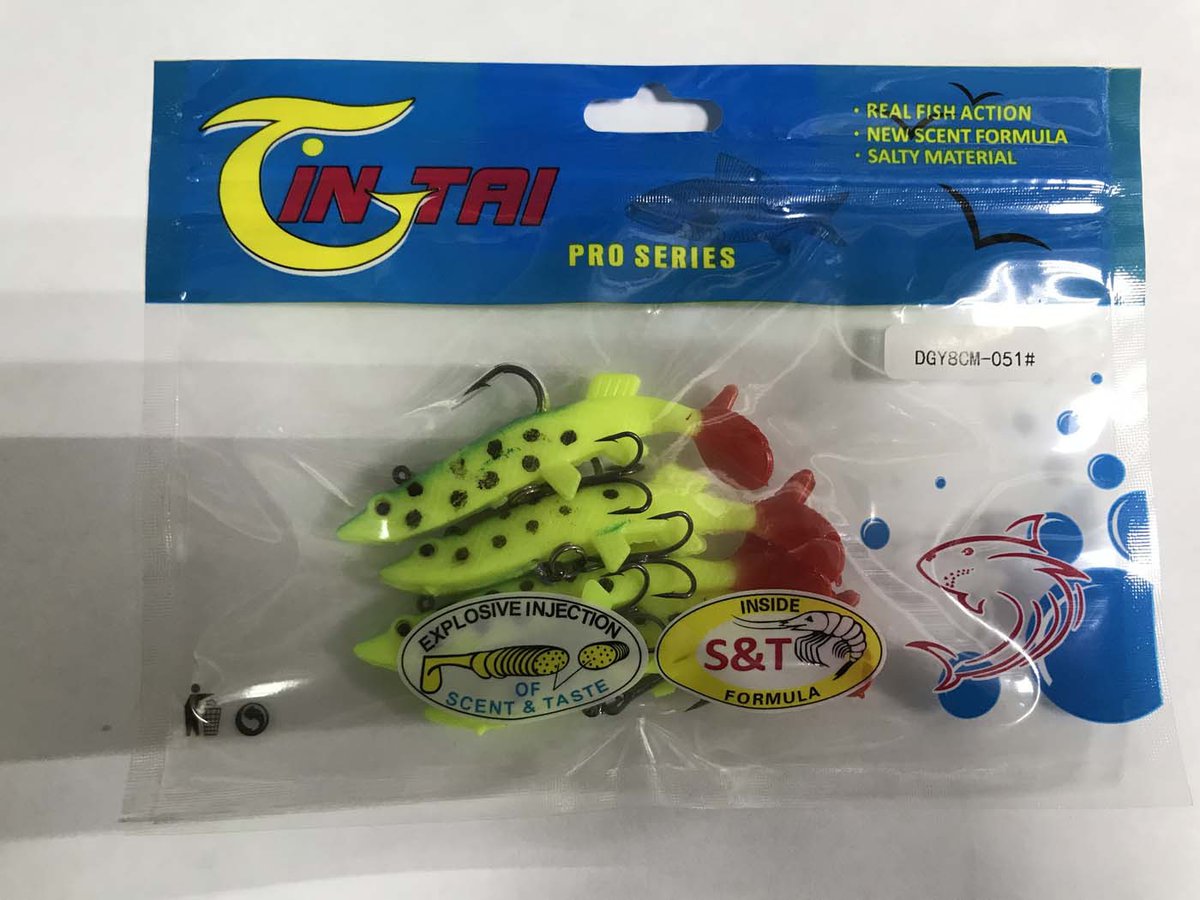 TIN TAI
PRO SERIES
· REAL FISH ACTION
· NEW SCENT FORMULA
· SALTY MATERIAL
DGY8CM-051#
EXPLOSIVE INJECTION
OF
SCENT & TASTE
INSIDE
S&T
FORMULA